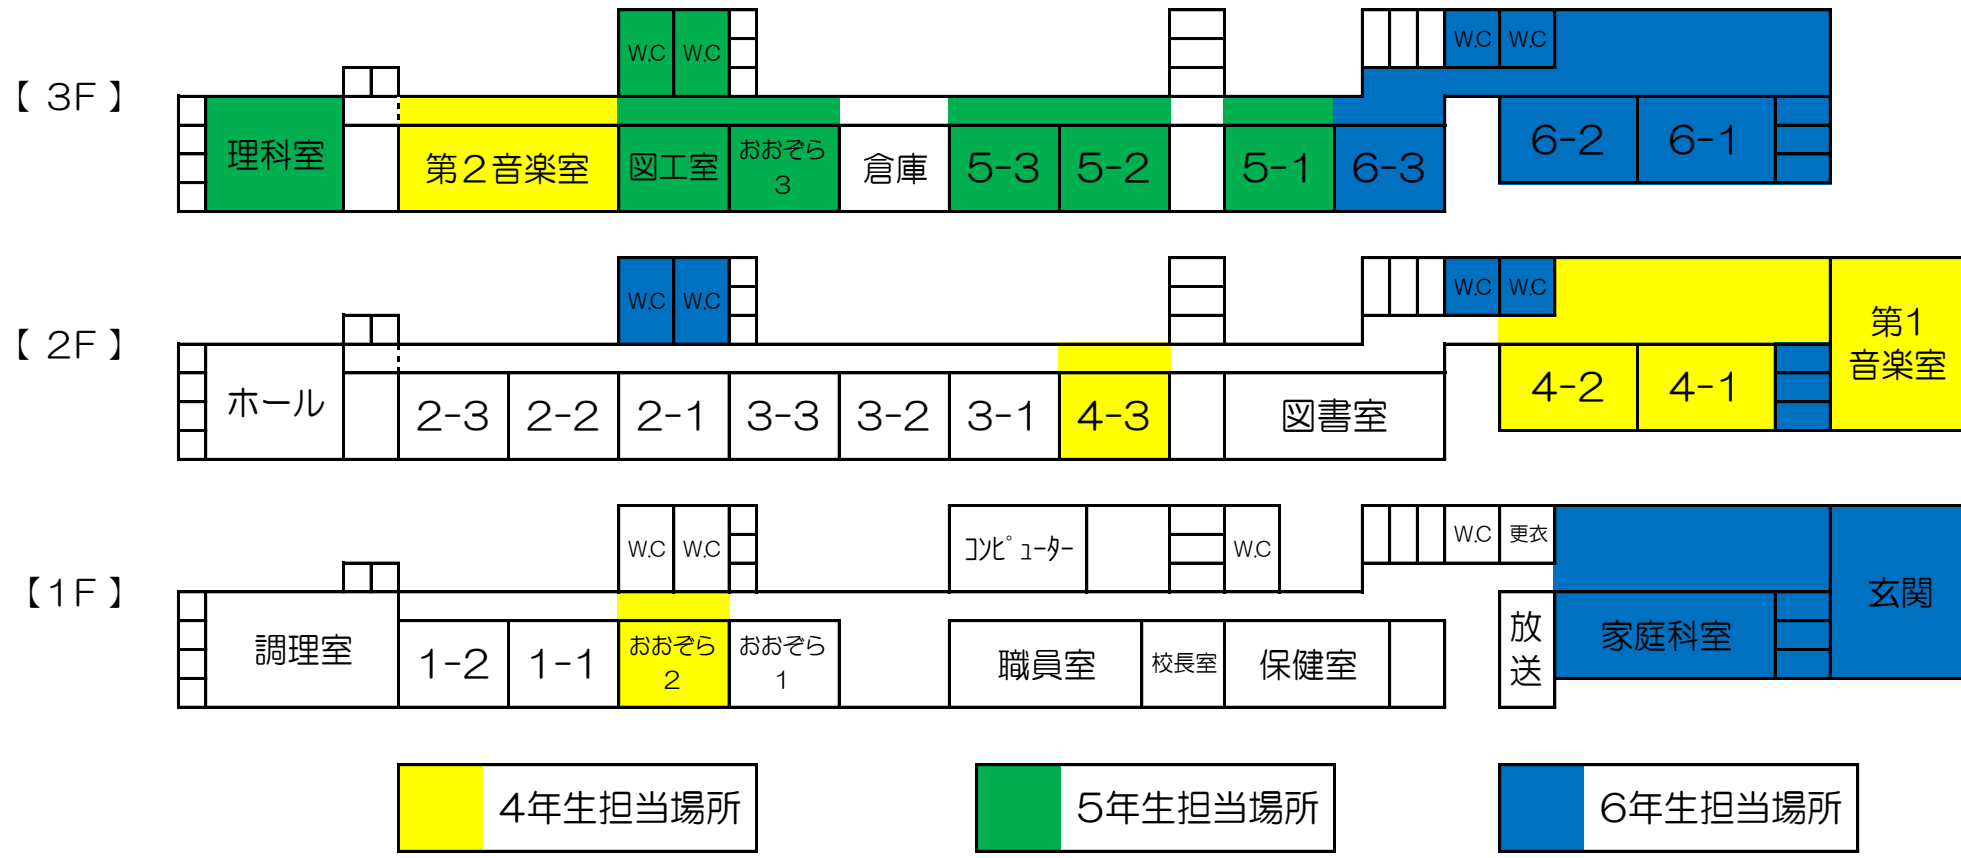 【 3F 】
W.C W.C
W.C W.C
理科室
第2音楽室
図工室
おおぞら
3
倉庫
5-3
5-2
5-1
6-3
6-2
6-1
【 2F 】
W.C W.C
W.C W.C
ホール
2-3
2-2
2-1
3-3
3-2
3-1
4-3
図書室
4-2
4-1
第1
音楽室
【1F 】
W.C W.C
コンピューター
W.C
W.C
更衣
調理室
1-2
1-1
おおぞら
2
おおぞら
1
職員室
校長室
保健室
放
送
家庭科室
玄関
4年生担当場所
5年生担当場所
6年生担当場所